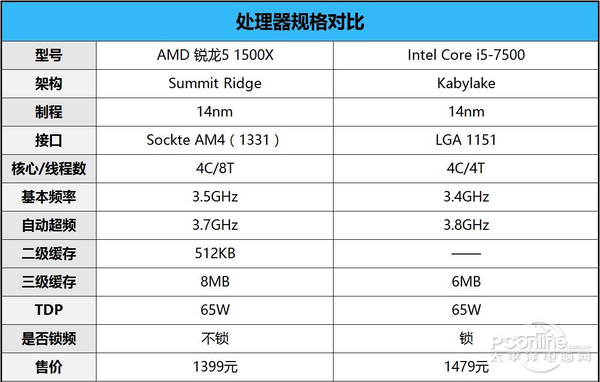 处理器规格对比
型号 AMD 锐龙5 1500X Intel Core i5-7500
架构 Summit Ridge Kabylake
制程 14nm 14nm
接口 Sockte AM4（1331） LGA 1151
核心/线程数 4C/8T 4C/4T
基本频率 3.5GHz 3.4GHz
自动超频 3.7GHz 3.8GHz
二级缓存 512KB ——
三级缓存 8MB 6MB
TDP 65W 65W
是否锁频 不锁 锁
售价 1399元 1479元
PConline
.com.cn
太平洋电脑网